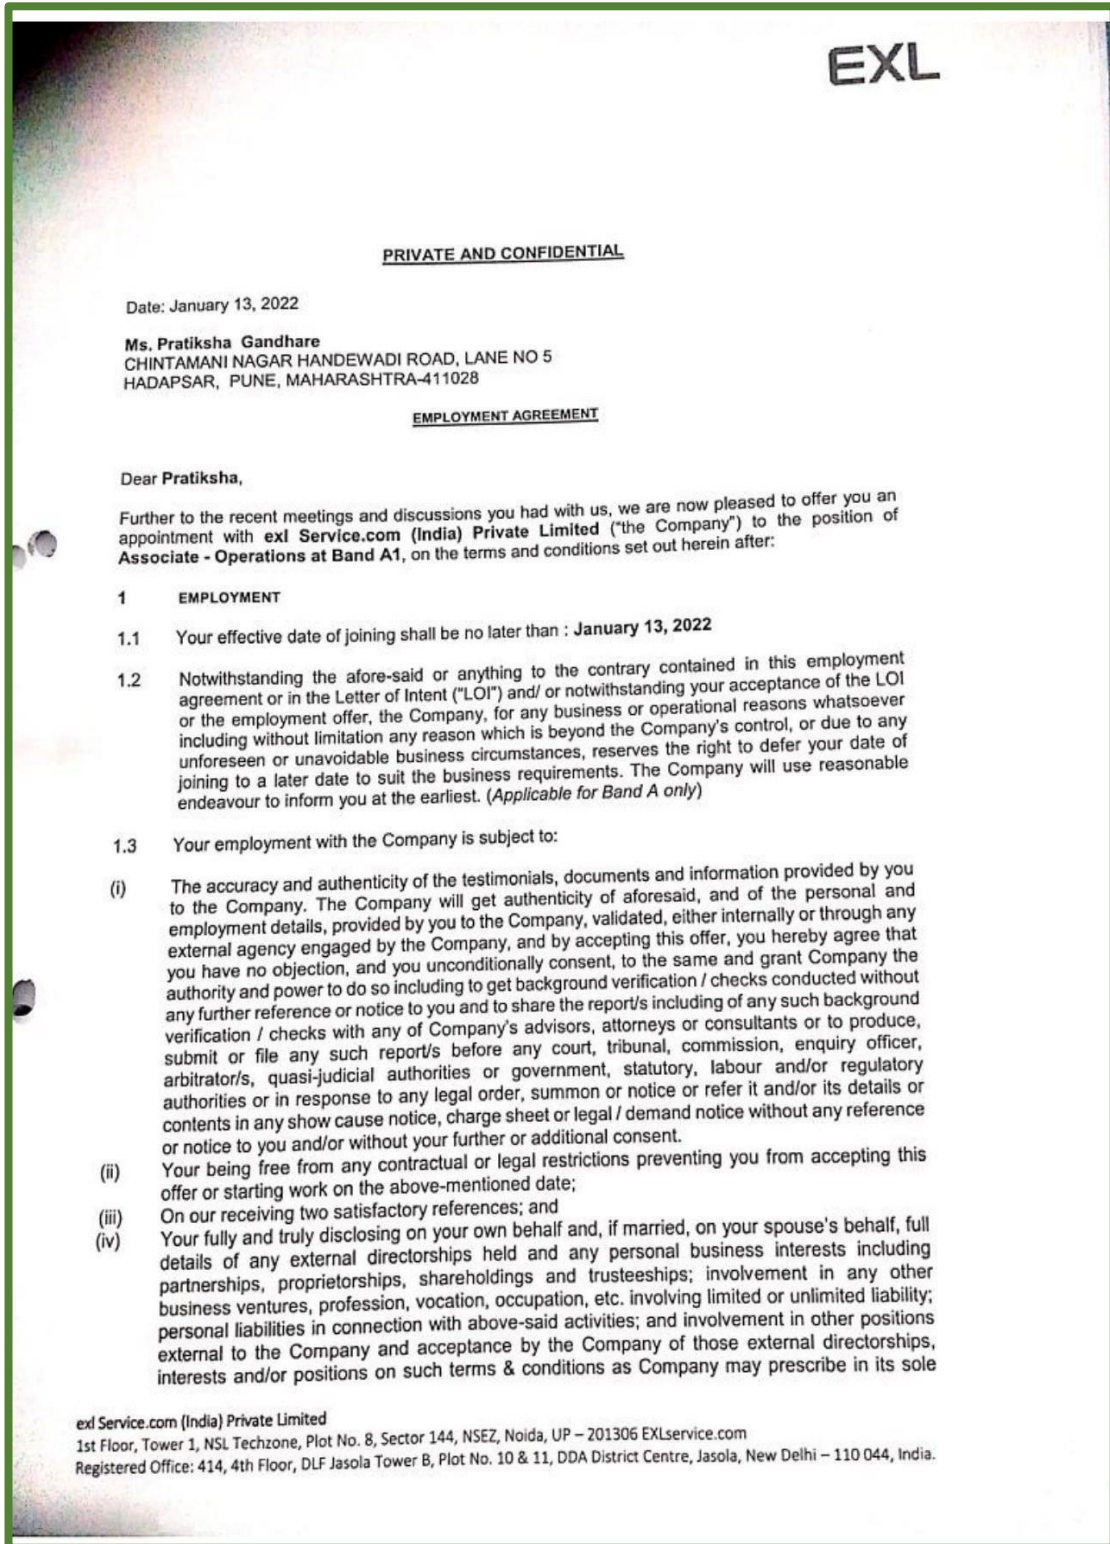 EXL
PRIVATE AND CONFIDENTIAL
Date: January 13, 2022
Ms. Pratiksha Gandhare
CHINTAMANI NAGAR HANDEWADI ROAD, LANE NO 5
HADAPSAR, PUNE, MAHARASHTRA-411028
EMPLOYMENT AGREEMENT
Dear Pratiksha,
Further to the recent meetings and discussions you had with us, we are now pleased to offer you an
appointment with exl Service.com (India) Private Limited ("the Company") to the position of
Associate - Operations at Band A1, on the terms and conditions set out herein after:
1 EMPLOYMENT
1.1 Your effective date of joining shall be no later than : January 13, 2022
1.2 Notwithstanding the afore-said or anything to the contrary contained in this employment
agreement or in the Letter of Intent ("LOI") and/ or notwithstanding your acceptance of the LOI
or the employment offer, the Company, for any business or operational reasons whatsoever
including without limitation any reason which is beyond the Company's control, or due to any
unforeseen or unavoidable business circumstances, reserves the right to defer your date of
joining to a later date to suit the business requirements. The Company will use reasonable
endeavour to inform you at the earliest. (Applicable for Band A only)
1.3 Your employment with the Company is subject to:
(i) The accuracy and authenticity of the testimonials, documents and information provided by you
to the Company. The Company will get authenticity of aforesaid, and of the personal and
employment details, provided by you to the Company, validated, either internally or through any
external agency engaged by the Company, and by accepting this offer, you hereby agree that
you have no objection, and you unconditionally consent, to the same and grant Company the
authority and power to do so including to get background verification / checks conducted without
any further reference or notice to you and to share the report/s including of any such background
verification / checks with any of Company's advisors, attorneys or consultants or to produce,
submit or file any such report/s before any court, tribunal, commission, enquiry officer,
arbitrator/s, quasi-judicial authorities or government, statutory, labour and/or regulatory
authorities or in response to any legal order, summon or notice or refer it and/or its details or
contents in any show cause notice, charge sheet or legal / demand notice without any reference
or notice to you and/or without your further or additional consent.
(ii) Your being free from any contractual or legal restrictions preventing you from accepting this
offer or starting work on the above-mentioned date;
(iii) On our receiving two satisfactory references; and
(iv) Your fully and truly disclosing on your own behalf and, if married, on your spouse's behalf, full
details of any external directorships held and any personal business interests including
partnerships, proprietorships, shareholdings and trusteeships; involvement in any other
business ventures, profession, vocation, occupation, etc. involving limited or unlimited liability;
personal liabilities in connection with above-said activities; and involvement in other positions
external to the Company and acceptance by the Company of those external directorships,
interests and/or positions on such terms & conditions as Company may prescribe in its sole
exl Service.com (India) Private Limited
1st Floor, Tower 1, NSL Techzone, Plot No. 8, Sector 144, NSEZ, Noida, UP – 201306 EXLservice.com
Registered Office: 414, 4th Floor, DLF Jasola Tower B, Plot No. 10 & 11, DDA District Centre, Jasola, New Delhi – 110 044, India.